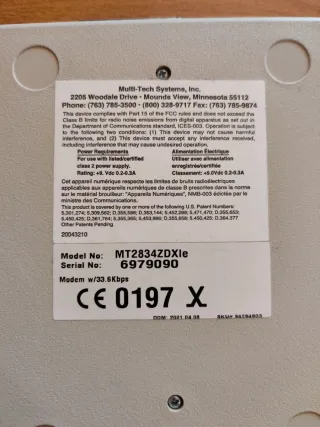 Multi-Tech Systems, Inc.
2205 Woodale Drive • Mounds View, Minnesota 55112
Phone: (763) 785-3500 • (800) 328-9717 Fax: (763) 785-9874
This device complies with Part 15 of the FCC rules and does not exceed the
Class B limits for radio noise emissions from digital apparatus as set out in
the Department of Communications standard, ICES-003. Operation is subject
to the following two conditions: (1) This device may not cause harmful
interference, and (2) This device must accept any interference received,
including interference that may cause undesired operation.
Power Requirements Alimentation Électrique
For use with listed/certified Utiliser avec alimentation
class 2 power supply. enregistrée/certifiée
Rating: +9. Vdc 0.2-0.3A Classement: +9.0Vdc 0.2-0.3A
Cet appareil numérique respecte les limites de bruits radioélectriques
applicables aux appareils numériques de classe B prescrites dans la norme
sur le matériel brouilleur: "Appareils Numériques", NMB-003 édictée par le
ministre des Communications.
This product is covered by one or more of the following U.S. Patent Numbers:
5,301,274; 5,309,562;
Other Patents Pending.
20043210
Model No: MT2834ZDXIe
Serial No: 6979090
Modem w/33.6Kbps
CE 0197 X